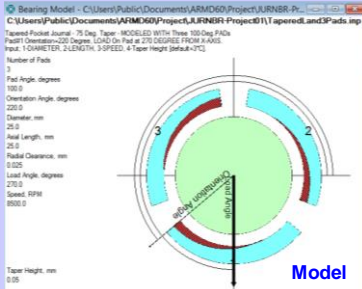 Bearing Model - C:\Users\Public\Documents\ARMD60\Project\JURNBR-Pr...
C:\Users\Public\Documents\ARMD60\Project\JURNBR-Project01\TaperedLand3Pads.inp
Tapered-Pocket Journal - 75 Deg. Taper - MODELED WITH Three 100-Deg.PADs
Pad#1 Orientation=220 Degree, LOAD On Pad at 270 DEGREE FROM X-AXIS.
Input: 1-DIAMETER, 2-LENGTH, 3-SPEED, 4-Taper Height [default=3*C].
Number of Pads
3
Pad Angle, degrees
100.0
Orientation Angle, degrees
220.0
Diameter, mm
25.0
Axial Length, mm
25.0
Radial Clearance, mm
0.025
Load Angle, degrees
270.0
Speed, RPM
8500.0
Taper Height, mm
0.05
3
2
Orientation Angle
Load Angle
Model